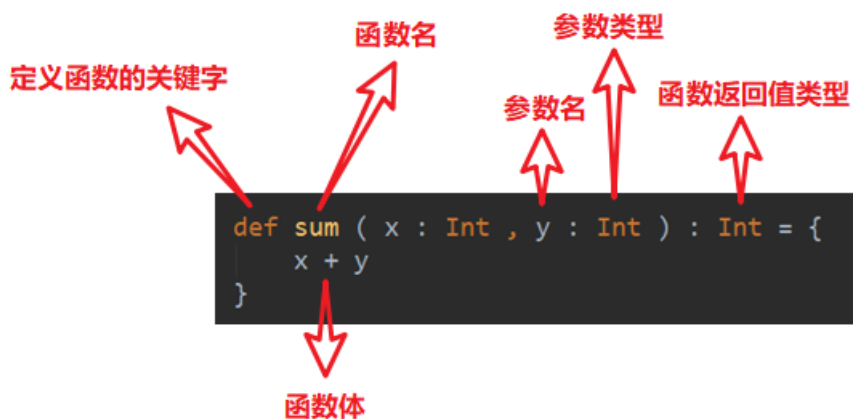 函数名
参数类型
定义函数的关键字
参数名
函数返回值类型
def sum ( x : Int , y : Int ) : Int = {
    x + y
}
函数体